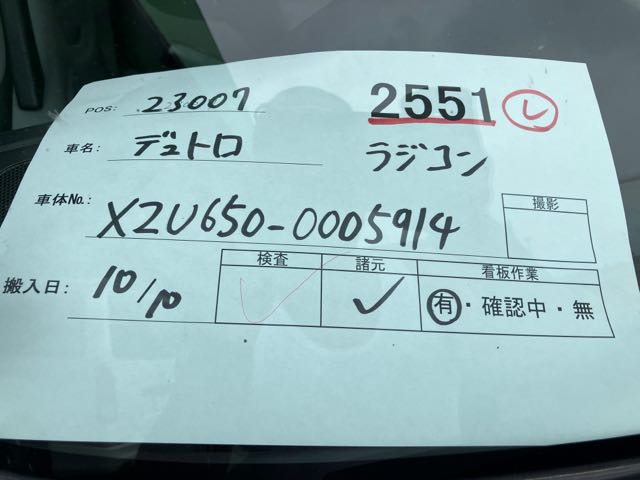 POS: 23007 2551 レ
車名: デュトロ ラジコン
車体No.: XZU650-0005914
撮影
検査 諸元 看板作業
搬入日: 10/10 ✓ ✓ 有・確認中・無